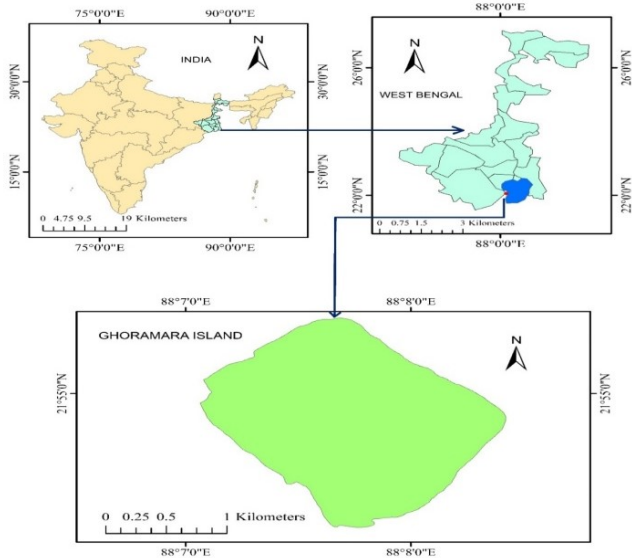 75°0'0"E 90°0'0"E
N
INDIA
30°0'0"N 30°0'0"N
15°0'0"N 15°0'0"N
0 4.75 9.5 19 Kilometers
75°0'0"E 90°0'0"E
88°0'0"E
N
26°0'0"N 26°0'0"N
WEST BENGAL
22°0'0"N 22°0'0"N
0 0.75 1.5 3 Kilometers
88°0'0"E
88°7'0"E 88°8'0"E
GHORAMARA ISLAND
N
21°55'0"N 21°55'0"N
0 0.25 0.5 1 Kilometers
88°7'0"E 88°8'0"E